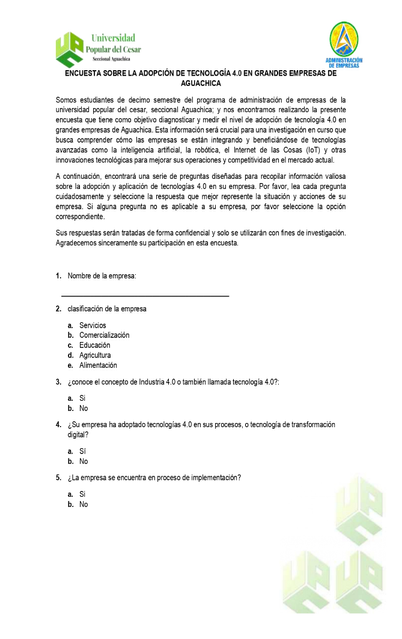 Universidad
Popular del Cesar
Seccional Aguachica
ADMINISTRACIÓN
DE EMPRESAS
ENCUESTA SOBRE LA ADOPCIÓN DE TECNOLOGÍA 4.0 EN GRANDES EMPRESAS DE
AGUACHICA
Somos estudiantes de decimo semestre del programa de administración de empresas de la
universidad popular del cesar, seccional Aguachica; y nos encontramos realizando la presente
encuesta que tiene como objetivo diagnosticar y medir el nivel de adopción de tecnología 4.0 en
grandes empresas de Aguachica. Esta información será crucial para una investigación en curso que
busca comprender cómo las empresas se están integrando y beneficiándose de tecnologías
avanzadas como la inteligencia artificial, la robótica, el Internet de las Cosas (IoT) y otras
innovaciones tecnológicas para mejorar sus operaciones y competitividad en el mercado actual.
A continuación, encontrará una serie de preguntas diseñadas para recopilar información valiosa
sobre la adopción y aplicación de tecnologías 4.0 en su empresa. Por favor, lea cada pregunta
cuidadosamente y seleccione la respuesta que mejor represente la situación y acciones de su
empresa. Si alguna pregunta no es aplicable a su empresa, por favor seleccione la opción
correspondiente.
Sus respuestas serán tratadas de forma confidencial y solo se utilizarán con fines de investigación.
Agradecemos sinceramente su participación en esta encuesta.
1. Nombre de la empresa:
2. clasificación de la empresa
a. Servicios
b. Comercialización
c. Educación
d. Agricultura
e. Alimentación
3. ¿conoce el concepto de Industria 4.0 o también llamada tecnología 4.0?:
a. Si
b. No
4. ¿Su empresa ha adoptado tecnologías 4.0 en sus procesos, o tecnología de transformación
digital?
a. SI
b. No
5. ¿La empresa se encuentra en proceso de implementación?
a. Si
b. No